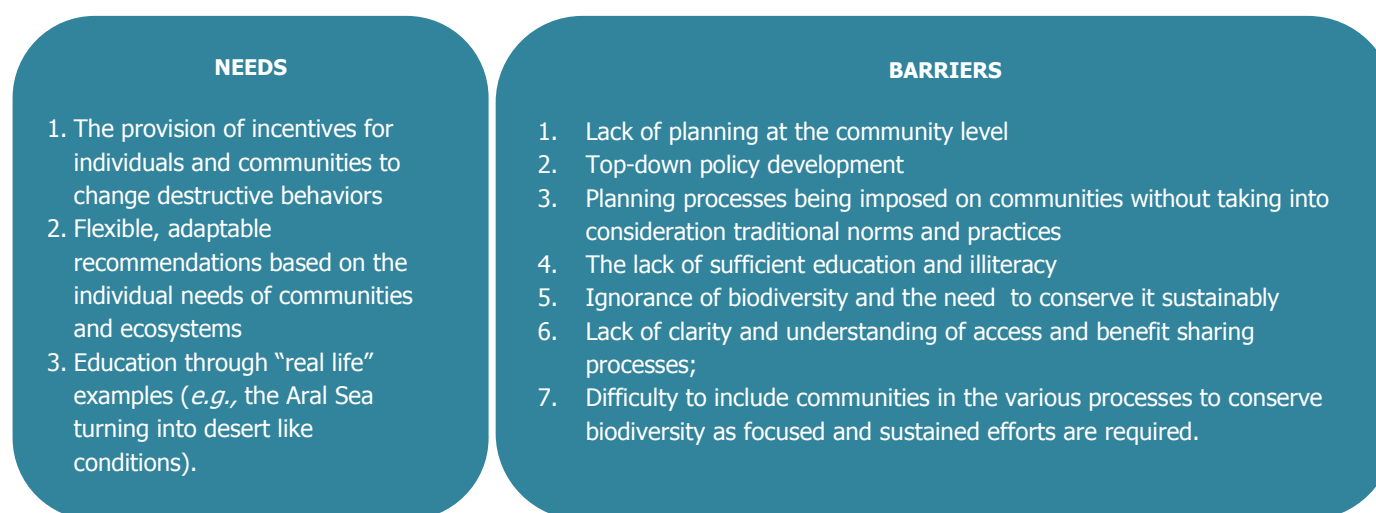 NEEDS
1. The provision of incentives for
individuals and communities to
change destructive behaviors
2. Flexible, adaptable
recommendations based on the
individual needs of communities
and ecosystems
3. Education through “real life”
examples (e.g., the Aral Sea
turning into desert like
conditions).
BARRIERS
1. Lack of planning at the community level
2. Top-down policy development
3. Planning processes being imposed on communities without taking into
consideration traditional norms and practices
4. The lack of sufficient education and illiteracy
5. Ignorance of biodiversity and the need  to conserve it sustainably
6. Lack of clarity and understanding of access and benefit sharing
processes;
7. Difficulty to include communities in the various processes to conserve
biodiversity as focused and sustained efforts are required.